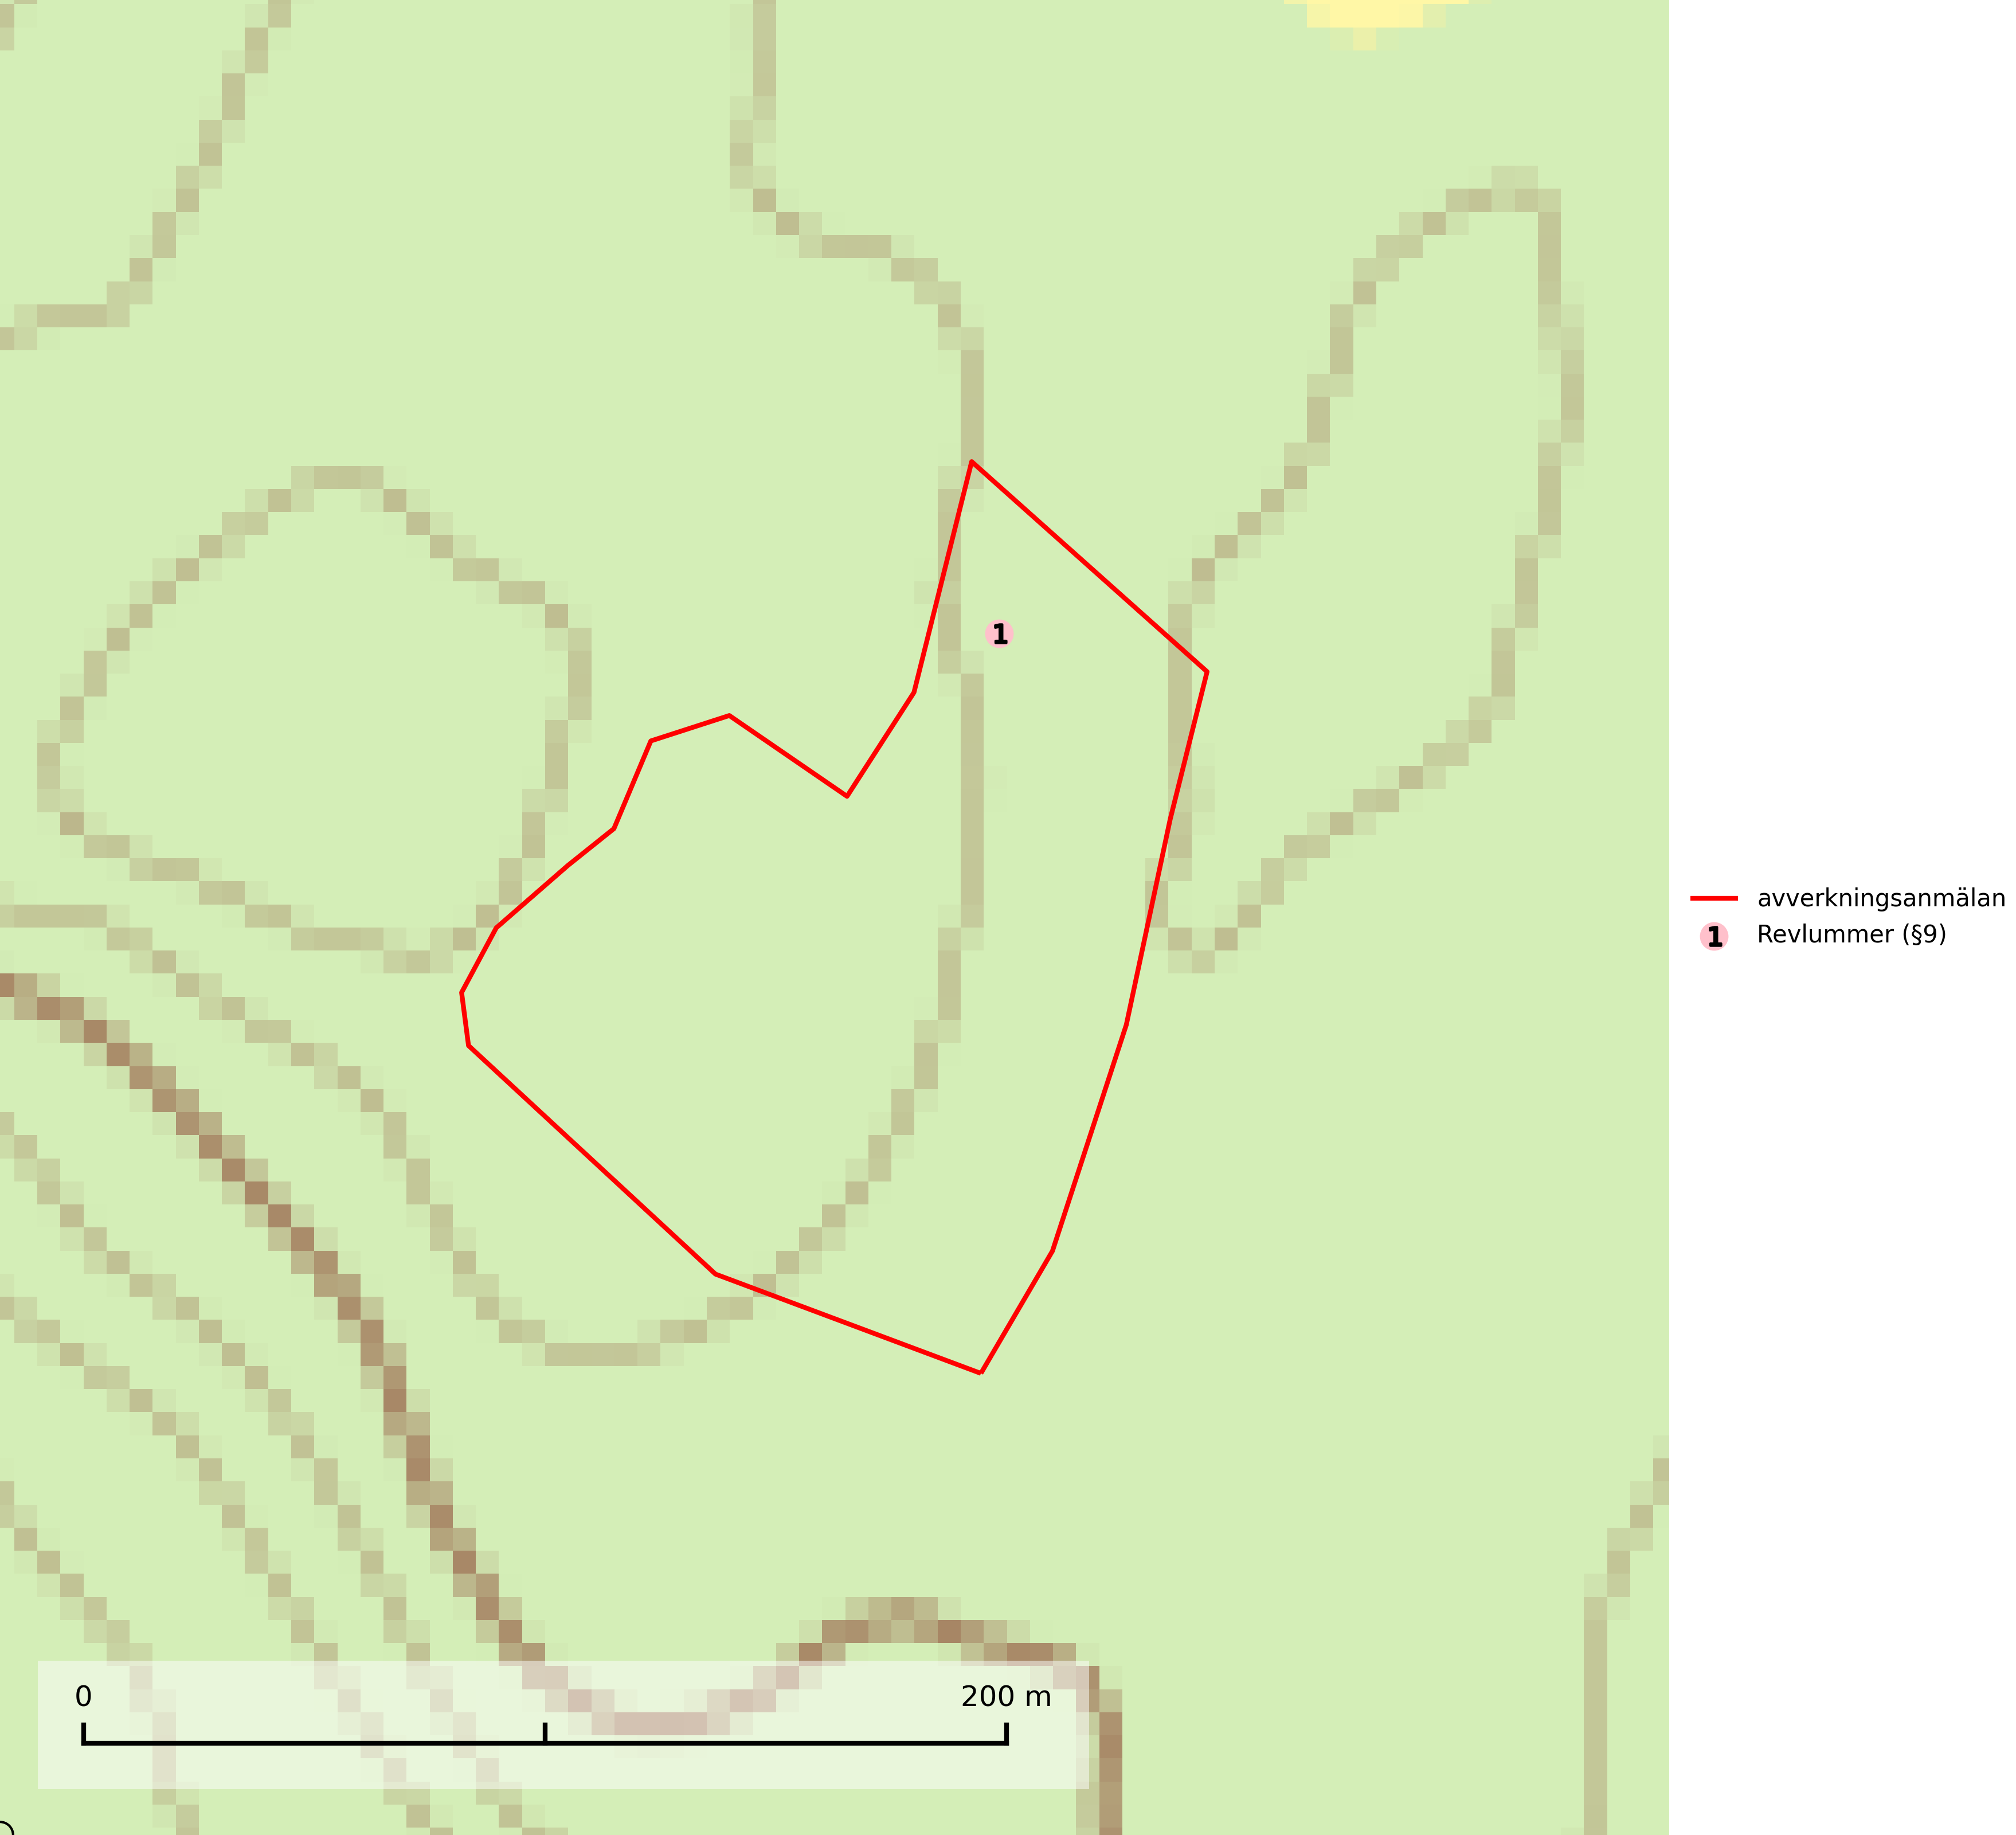 1
avverkningsanmälan
1 Revlummer (§9)
0 200 m